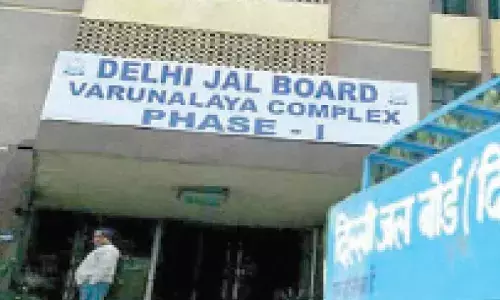 DELHI JAL BOARD
VARUNALAYA COMPLEX
PHASE - I
दिल्ली जल बोर्ड (दि